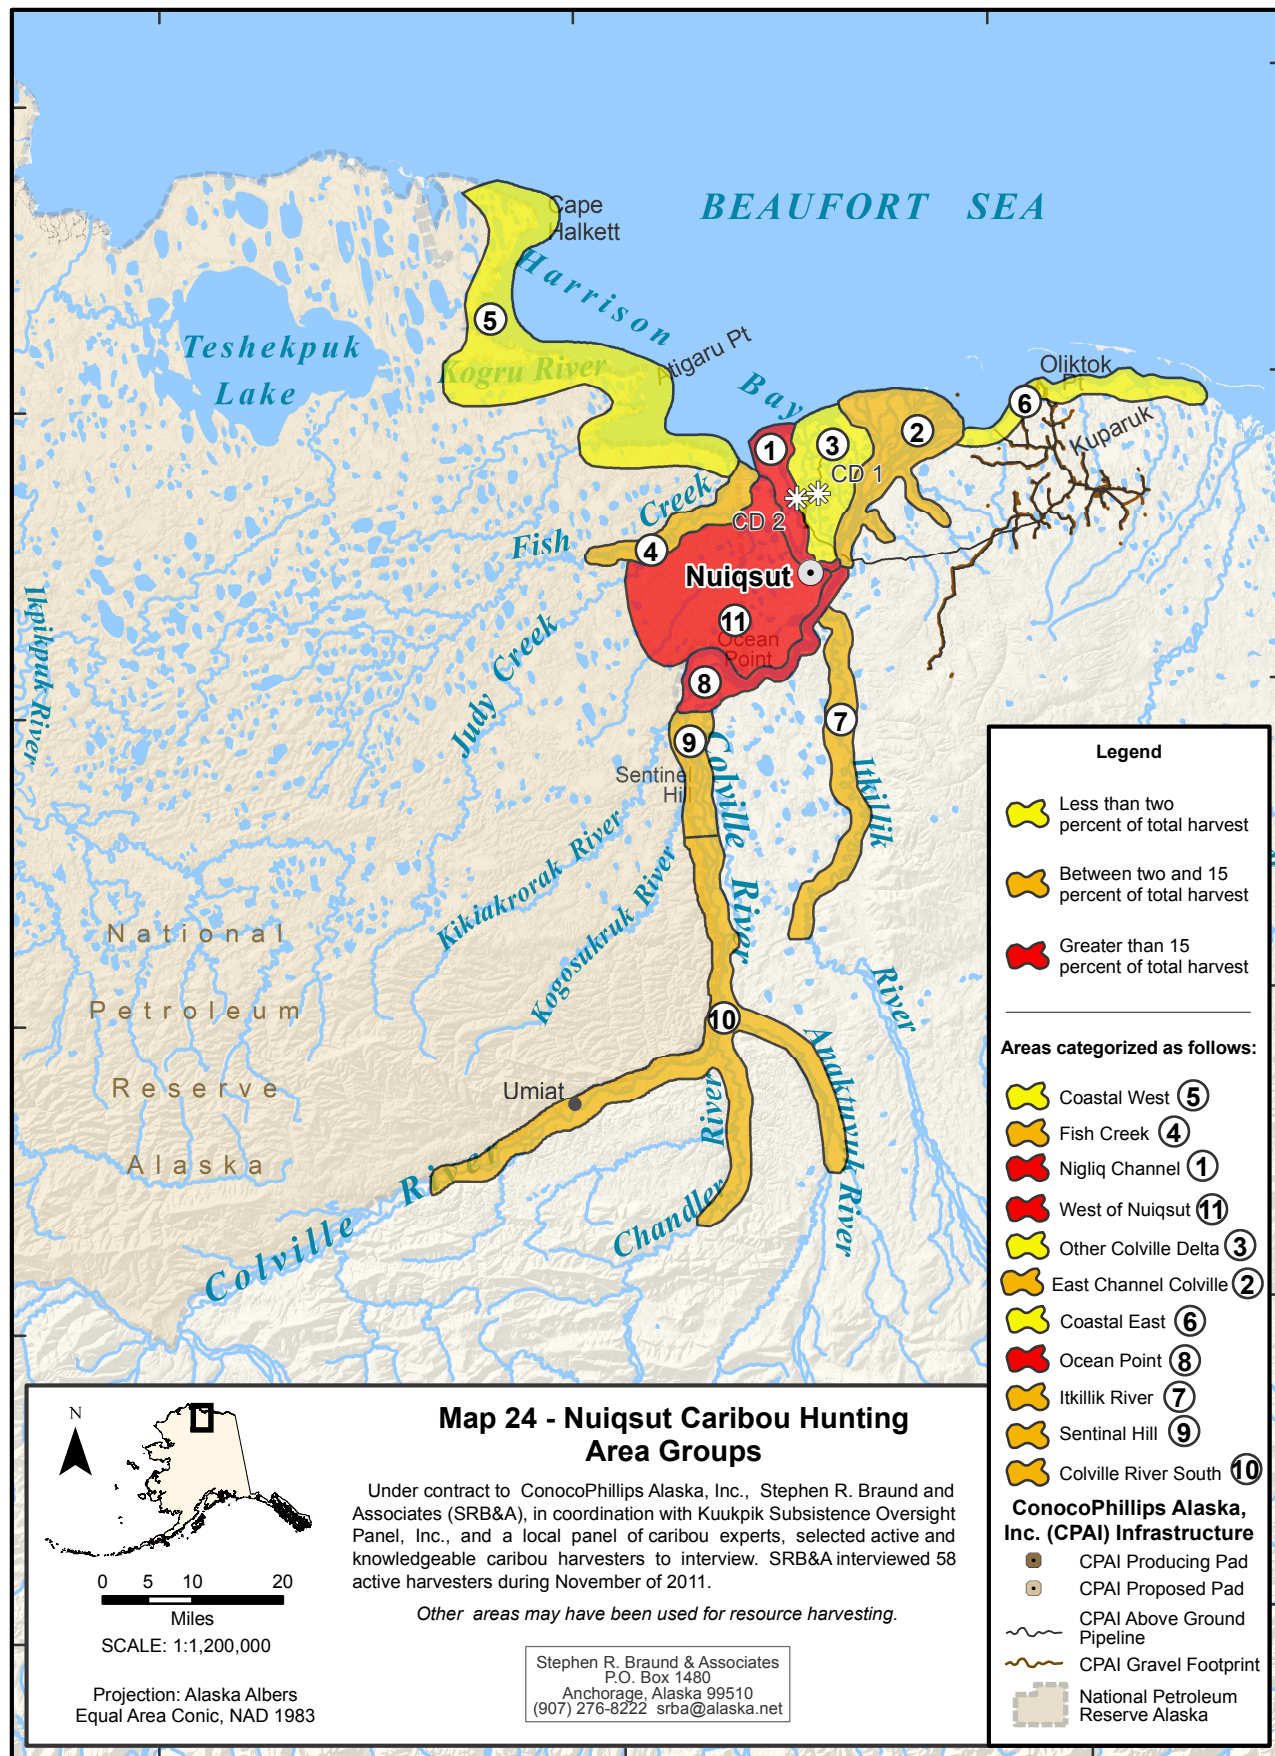 Cape
Halkett
BEAUFORT SEA
Harrison
Bay
5
Teshekpuk
Lake
Kogru River
Atigaru Pt
Oliktok
Pt
6
Kuparuk
1
3
2
CD 1
CD 2
Fish
Creek
4
Nuiqsut
11
Ocean
Point
8
Ikpikpuk River
Judy Creek
7
9
Sentinel
Hill
Colville River
Itkillik
River
Kikiakrorak River
Kogosukruk River
National
Petroleum
Reserve
Alaska
10
Umiat
Anaktuvuk River
River
Chandler
Colville River
Legend
Less than two
percent of total harvest
Between two and 15
percent of total harvest
Greater than 15
percent of total harvest
Areas categorized as follows:
Coastal West 5
Fish Creek 4
Nigliq Channel 1
West of Nuiqsut 11
Other Colville Delta 3
East Channel Colville 2
Coastal East 6
Ocean Point 8
Itkillik River 7
Sentinal Hill 9
Colville River South 10
ConocoPhillips Alaska,
Inc. (CPAI) Infrastructure
CPAI Producing Pad
CPAI Proposed Pad
CPAI Above Ground
Pipeline
CPAI Gravel Footprint
National Petroleum
Reserve Alaska
N
0 5 10 20
Miles
SCALE: 1:1,200,000
Projection: Alaska Albers
Equal Area Conic, NAD 1983
Map 24 - Nuiqsut Caribou Hunting
Area Groups
Under contract to ConocoPhillips Alaska, Inc., Stephen R. Braund and
Associates (SRB&A), in coordination with Kuukpik Subsistence Oversight
Panel, Inc., and a local panel of caribou experts, selected active and
knowledgeable caribou harvesters to interview. SRB&A interviewed 58
active harvesters during November of 2011.
Other areas may have been used for resource harvesting.
Stephen R. Braund & Associates
P.O. Box 1480
Anchorage, Alaska 99510
(907) 276-8222 srba@alaska.net